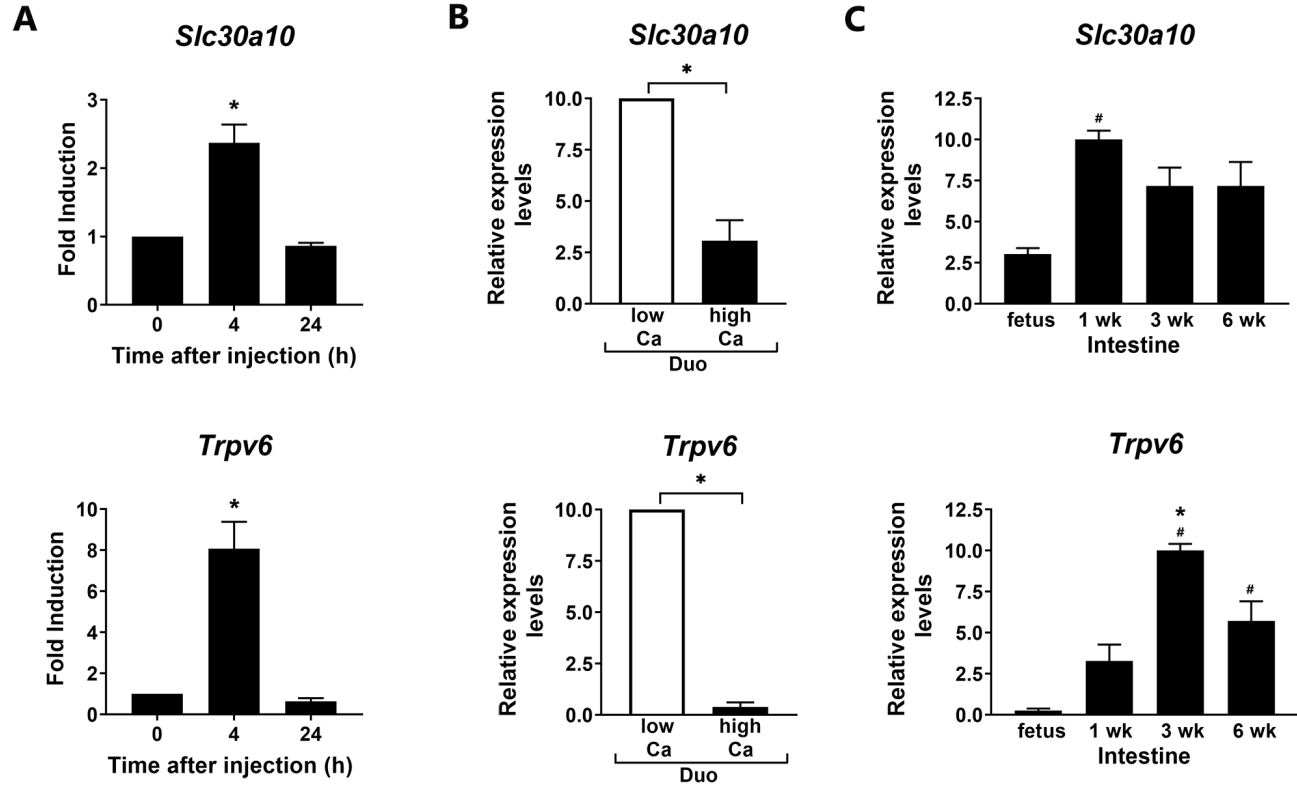 A
Slc30a10
Fold Induction
3
2
1
0
*
0 4 24
Time after injection (h)
Trpv6
Fold Induction
10
8
6
4
2
0
*
0 4 24
Time after injection (h)
B
Slc30a10
Relative expression
levels
10.0
7.5
5.0
2.5
0.0
*
low high
Ca Ca
Duo
Trpv6
Relative expression
levels
10.0
7.5
5.0
2.5
0.0
*
low high
Ca Ca
Duo
C
Slc30a10
Relative expression
levels
12.5
10.0
7.5
5.0
2.5
0.0
#
fetus 1 wk 3 wk 6 wk
Intestine
Trpv6
Relative expression
levels
12.5
10.0
7.5
5.0
2.5
0.0
*
#
#
fetus 1 wk 3 wk 6 wk
Intestine